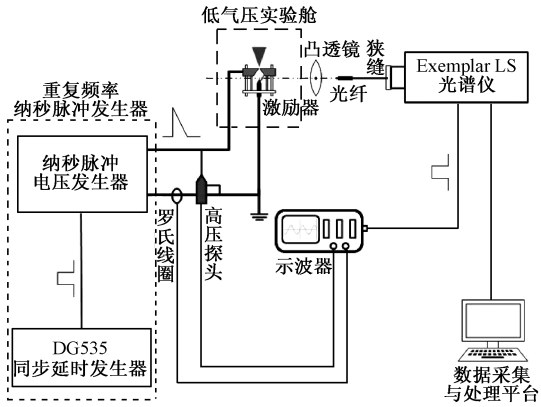 低气压实验舱
凸透镜
狭缝
Exemplar LS
光谱仪
光纤
激励器
重复频率
纳秒脉冲发生器
纳秒脉冲
电压发生器
罗氏线圈
高压探头
示波器
DG535
同步延时发生器
数据采集
与处理平台